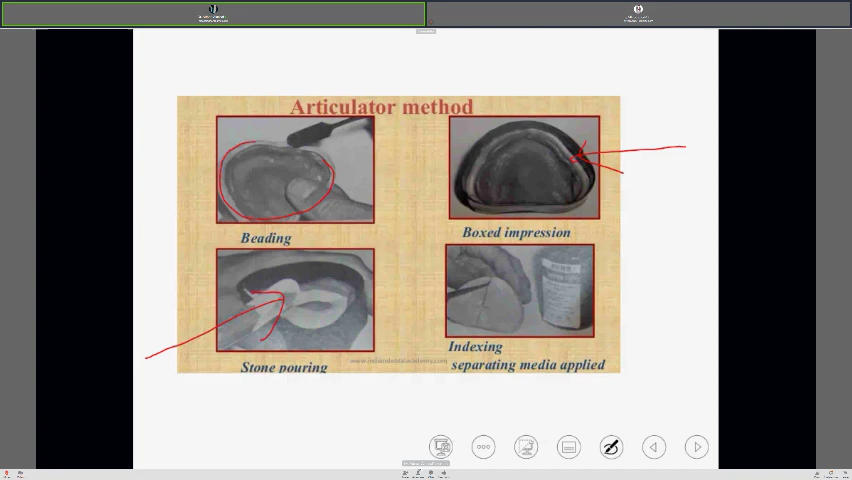 Articulator method
Beading
Boxed impression
Stone pouring
Indexing
separating media applied